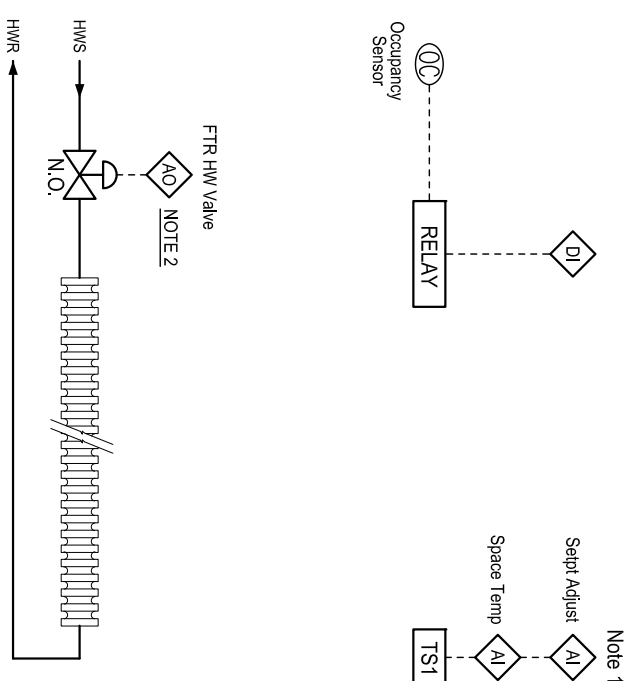 Note 1
Setpt Adjust
AI
Space Temp
AI
TS1
DI
RELAY
OC
Occupancy
Sensor
FTR HW Valve
AO
NOTE 2
N.O.
HWS
HWR